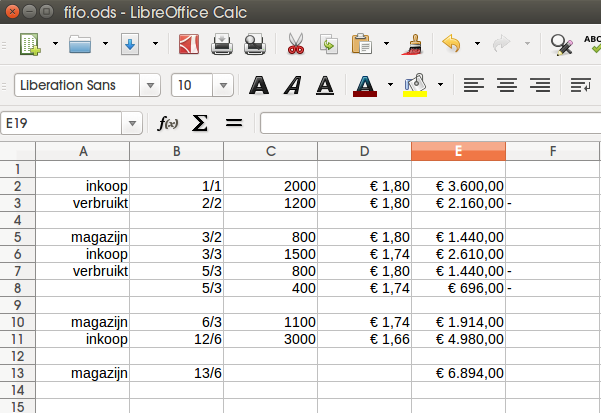 fifo.ods - LibreOffice Calc
ABC
Liberation Sans 10 A A A A
E19 f(x) Σ =
A B C D E F
1
2 inkoop 1/1 2000 € 1,80 € 3.600,00
3 verbruikt 2/2 1200 € 1,80 € 2.160,00 -
4
5 magazijn 3/2 800 € 1,80 € 1.440,00
6 inkoop 3/3 1500 € 1,74 € 2.610,00
7 verbruikt 5/3 800 € 1,80 € 1.440,00 -
8 5/3 400 € 1,74 € 696,00 -
9
10 magazijn 6/3 1100 € 1,74 € 1.914,00
11 inkoop 12/6 3000 € 1,66 € 4.980,00
12
13 magazijn 13/6 € 6.894,00
14
15